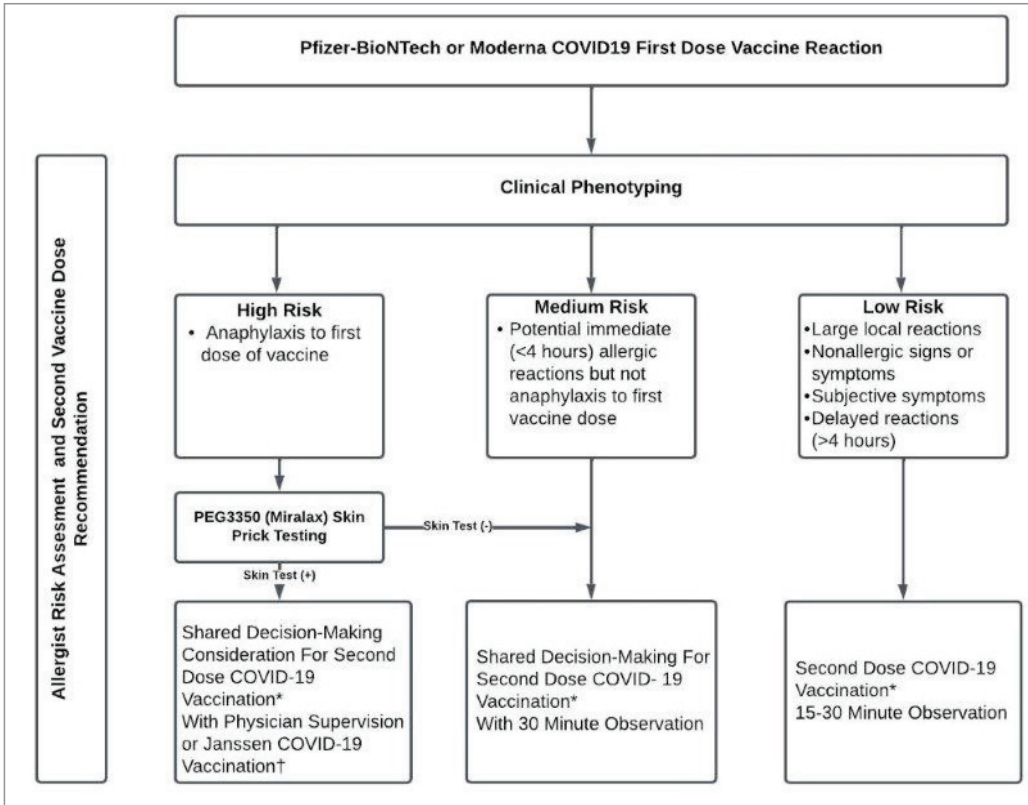 Pfizer-BioNTech or Moderna COVID19 First Dose Vaccine Reaction
Allergist Risk Assessment and Second Vaccine Dose
Recommendation
Clinical Phenotyping
High Risk
• Anaphylaxis to first
dose of vaccine
Medium Risk
• Potential immediate
(<4 hours) allergic
reactions but not
anaphylaxis to first
vaccine dose
Low Risk
•Large local reactions
•Nonallergic signs or
symptoms
•Subjective symptoms
•Delayed reactions
(>4 hours)
PEG3350 (Miralax) Skin
Prick Testing
Skin Test (-)
Skin Test (+)
Shared Decision-Making
Consideration For Second
Dose COVID-19
Vaccination*
With Physician Supervision
or Janssen COVID-19
Vaccination†
Shared Decision-Making For
Second Dose COVID- 19
Vaccination*
With 30 Minute Observation
Second Dose COVID-19
Vaccination*
15-30 Minute Observation